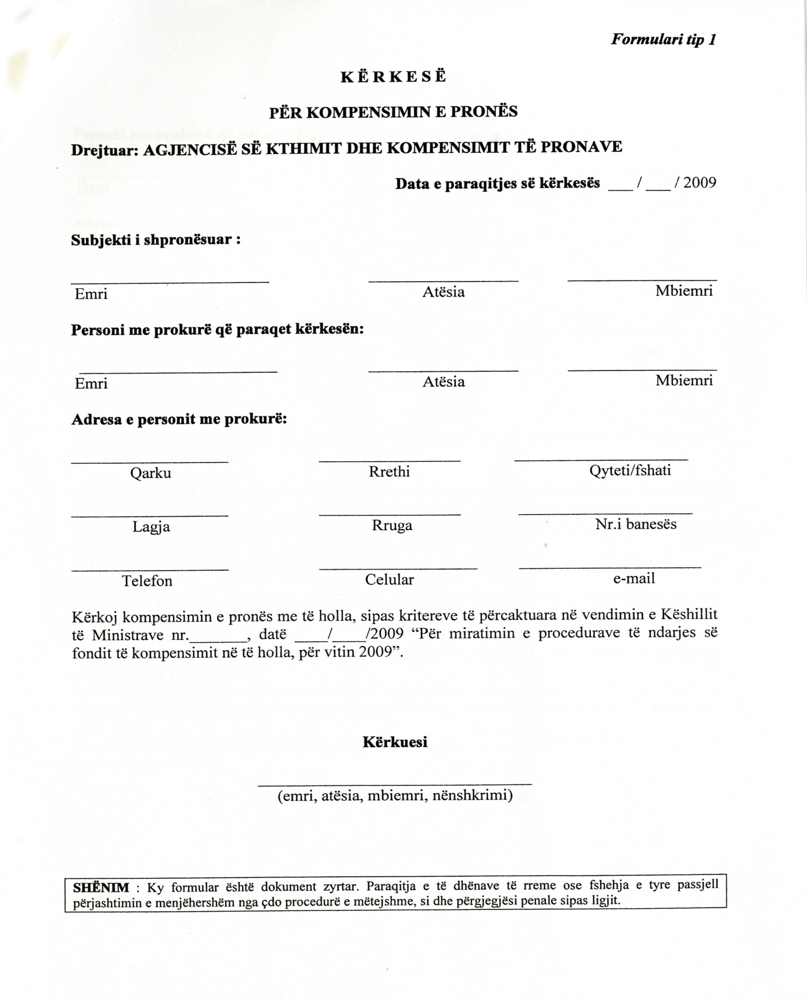 Formulari tip 1
K Ë R K E S Ë
PËR KOMPENSIMIN E PRONËS
Drejtuar: AGJENCISË SË KTHIMIT DHE KOMPENSIMIT TË PRONAVE
Data e paraqitjes së kërkesës ___ / ___ / 2009
Subjekti i shpronësuar :
Emri Atësia Mbiemri
Personi me prokurë që paraqet kërkesën:
Emri Atësia Mbiemri
Adresa e personit me prokurë:
Qarku Rrethi Qyteti/fshati
Lagja Rruga Nr.i banesës
Telefon Celular e-mail
Kërkoj kompensimin e pronës me të holla, sipas kritereve të përcaktuara në vendimin e Këshillit
të Ministrave nr._______, datë ____/____/2009 “Për miratimin e procedurave të ndarjes së
fondit të kompensimit në të holla, për vitin 2009”.
Kërkuesi
(emri, atësia, mbiemri, nënshkrimi)
SHËNIM : Ky formular është dokument zyrtar. Paraqitja e të dhënave të rreme ose fshehja e tyre passjell
përjashtimin e menjëhershëm nga çdo procedurë e mëtejshme, si dhe përgjegjësi penale sipas ligjit.